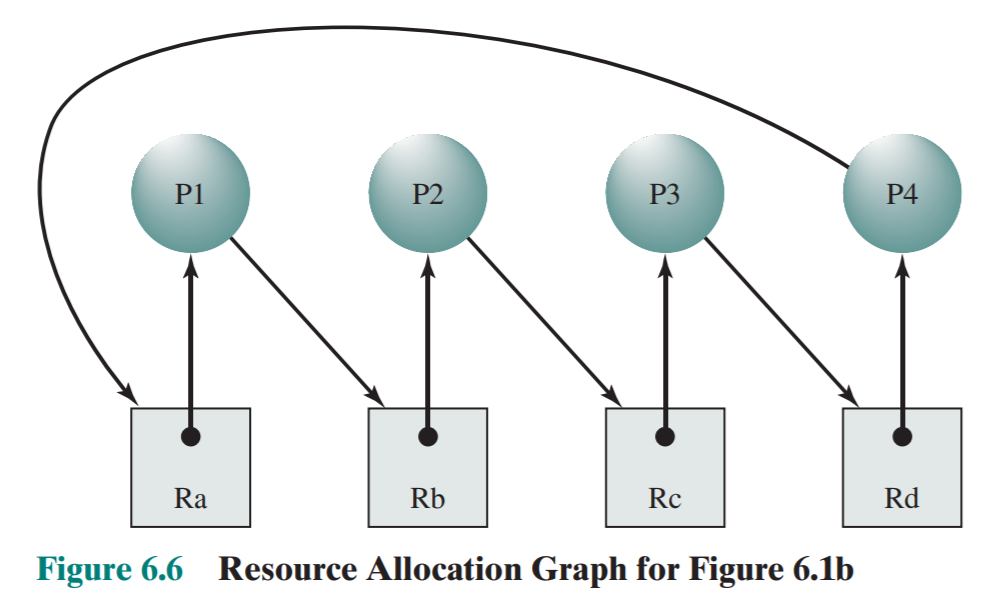 P1 P2 P3 P4
Ra Rb Rc Rd
Figure 6.6 Resource Allocation Graph for Figure 6.1b